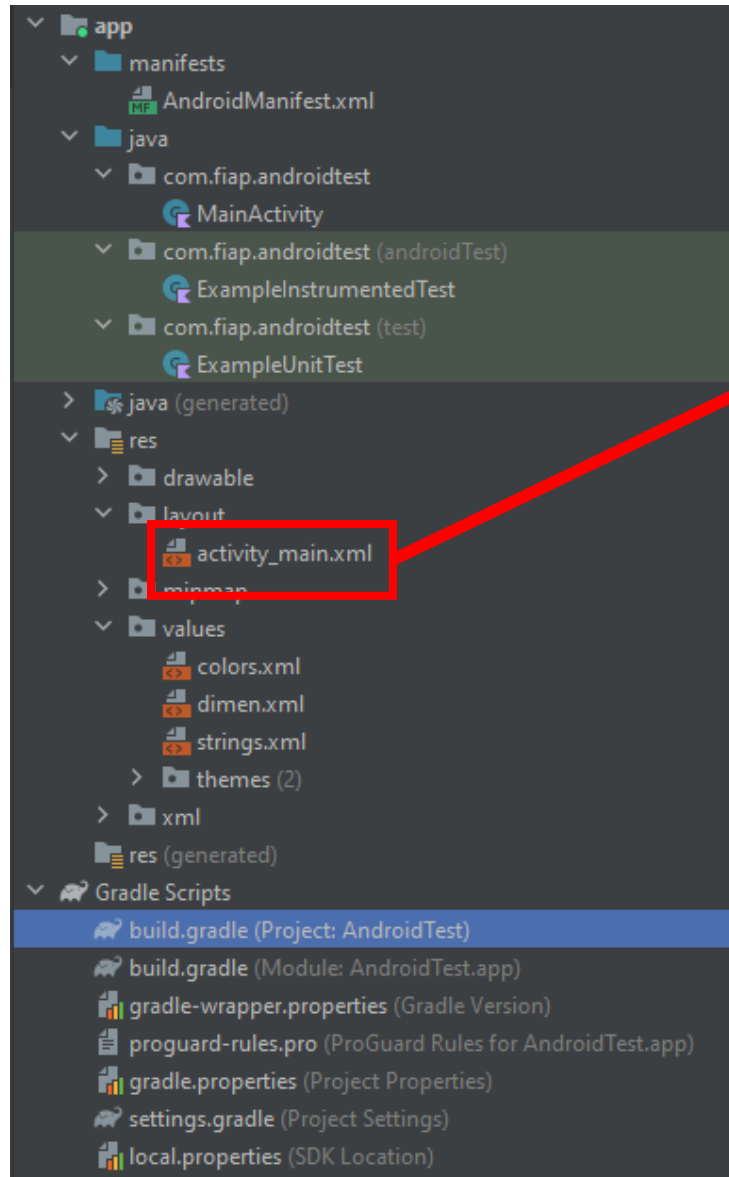 app
manifests
MF AndroidManifest.xml
java
com.fiap.androidtest
MainActivity
com.fiap.androidtest (androidTest)
ExampleInstrumentedTest
com.fiap.androidtest (test)
ExampleUnitTest
java (generated)
res
drawable
layout
activity_main.xml
mipmap
values
colors.xml
dimen.xml
strings.xml
themes (2)
xml
res (generated)
Gradle Scripts
build.gradle (Project: AndroidTest)
build.gradle (Module: AndroidTest.app)
gradle-wrapper.properties (Gradle Version)
proguard-rules.pro (ProGuard Rules for AndroidTest.app)
gradle.properties (Project Properties)
settings.gradle (Project Settings)
local.properties (SDK Location)